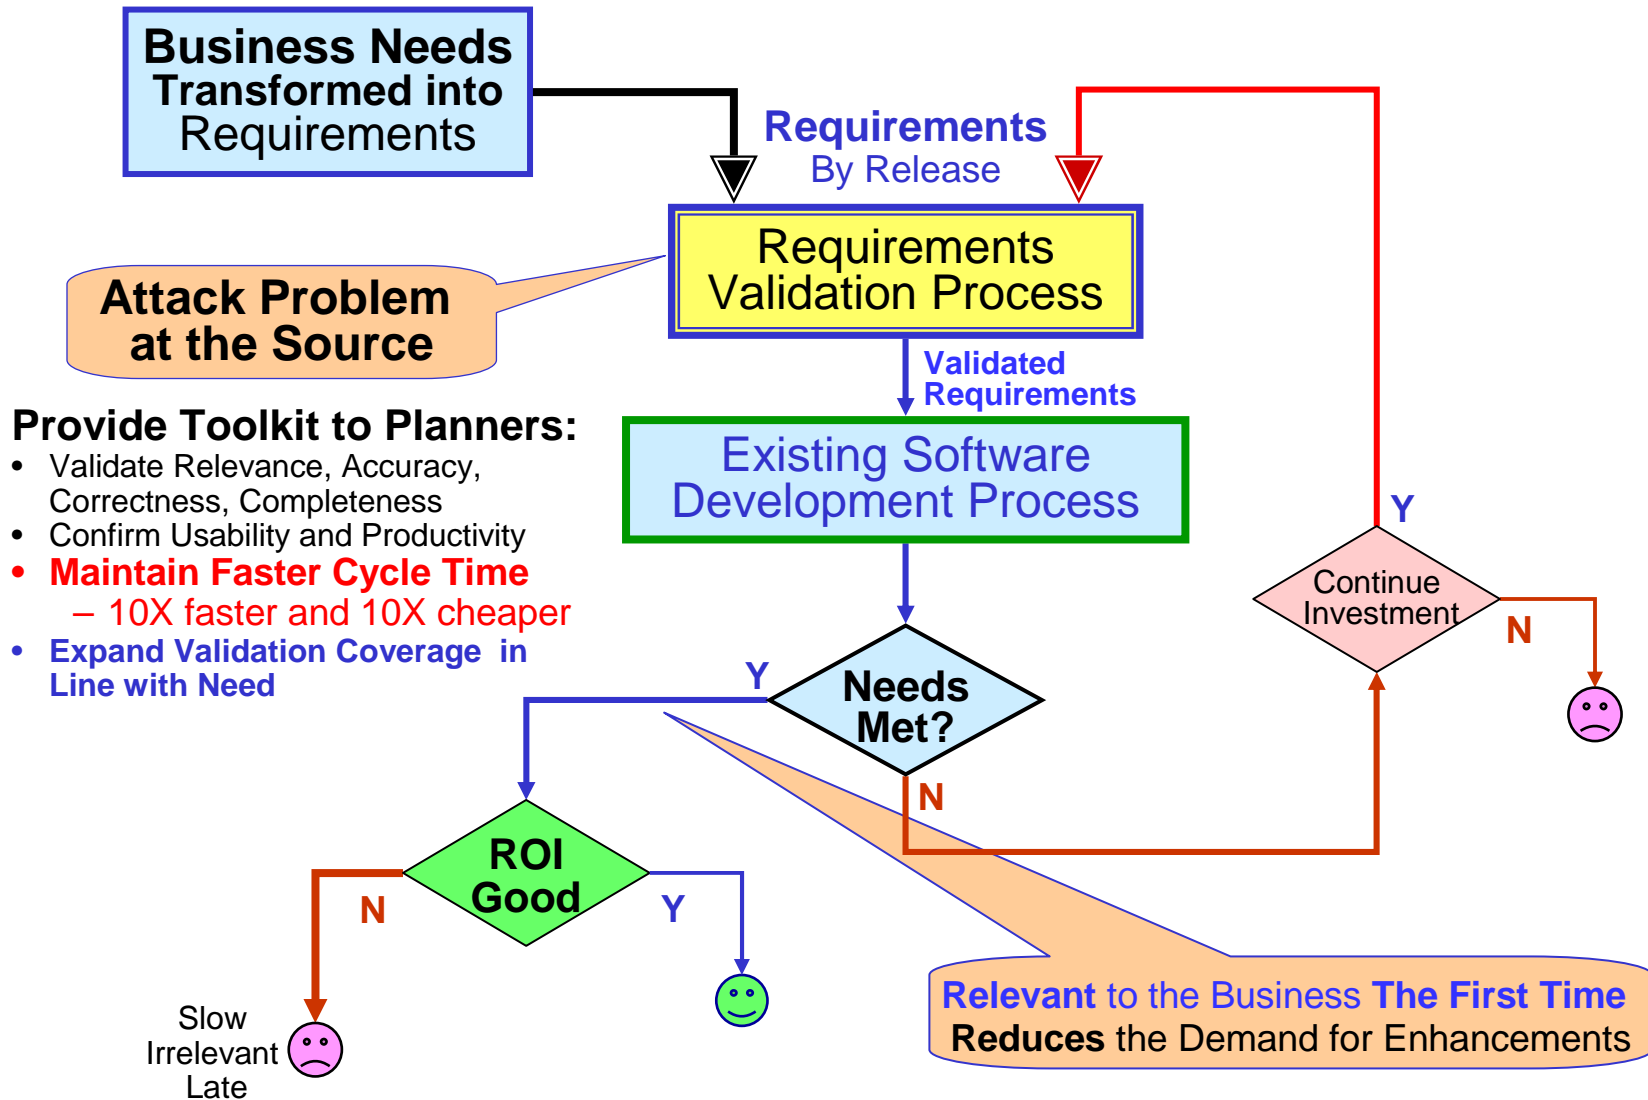 Business Needs
Transformed into
Requirements
Requirements
By Release
Requirements
Validation Process
Attack Problem
at the Source
Validated
Requirements
Provide Toolkit to Planners:
• Validate Relevance, Accuracy,
Correctness, Completeness
• Confirm Usability and Productivity
• Maintain Faster Cycle Time
– 10X faster and 10X cheaper
• Expand Validation Coverage in
Line with Need
Existing Software
Development Process
Y
Continue
Investment
N
Y
Needs
Met?
N
ROI
Good
N
Y
Slow
Irrelevant
Late
Relevant to the Business The First Time
Reduces the Demand for Enhancements